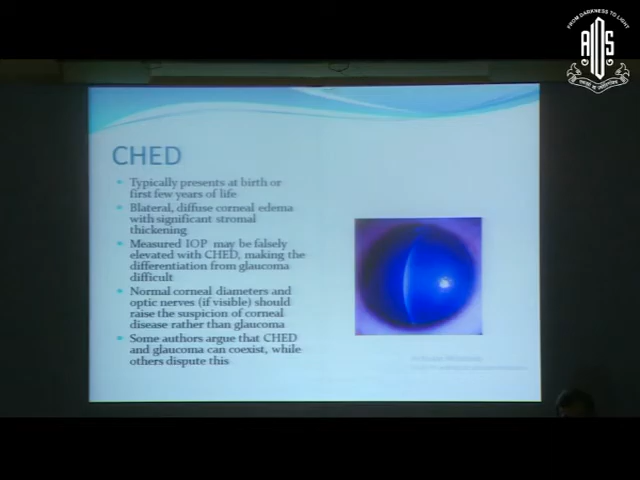 FROM DARKNESS TO LIGHT
AIOS
CHED
Typically presents at birth or
first few years of life
Blateral, diffuse corneal edema
with significant stromal
thickening
Measured IOP may be falsely
elevated with CHED, making the
differentiation from glaucoma
difficult
Normal corneal diameters and
optic nerves (if visible) should
raise the suspicion of corneal
disease rather than glaucoma
Some authors argue that CHED
and glaucoma can coexist, while
others dispute this